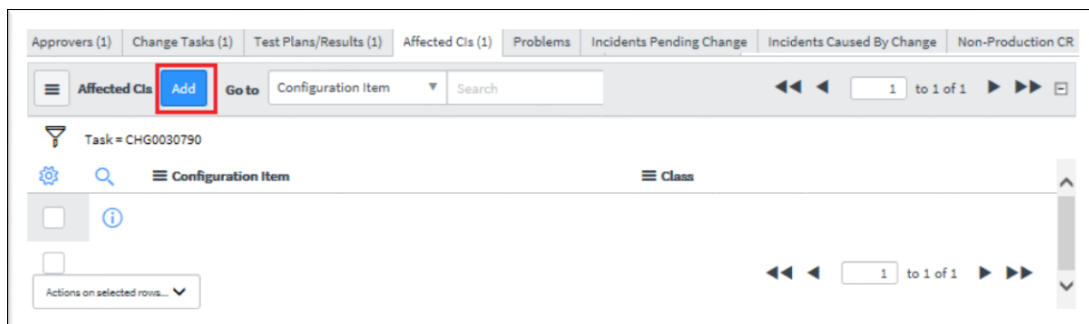 Approvers (1) Change Tasks (1) Test Plans/Results (1) Affected CIs (1) Problems Incidents Pending Change Incidents Caused By Change Non-Production CR
Affected CIs Add Go to Configuration Item Search 1 to 1 of 1
Task = CHG0030790
Configuration Item Class
1 to 1 of 1
Actions on selected rows...